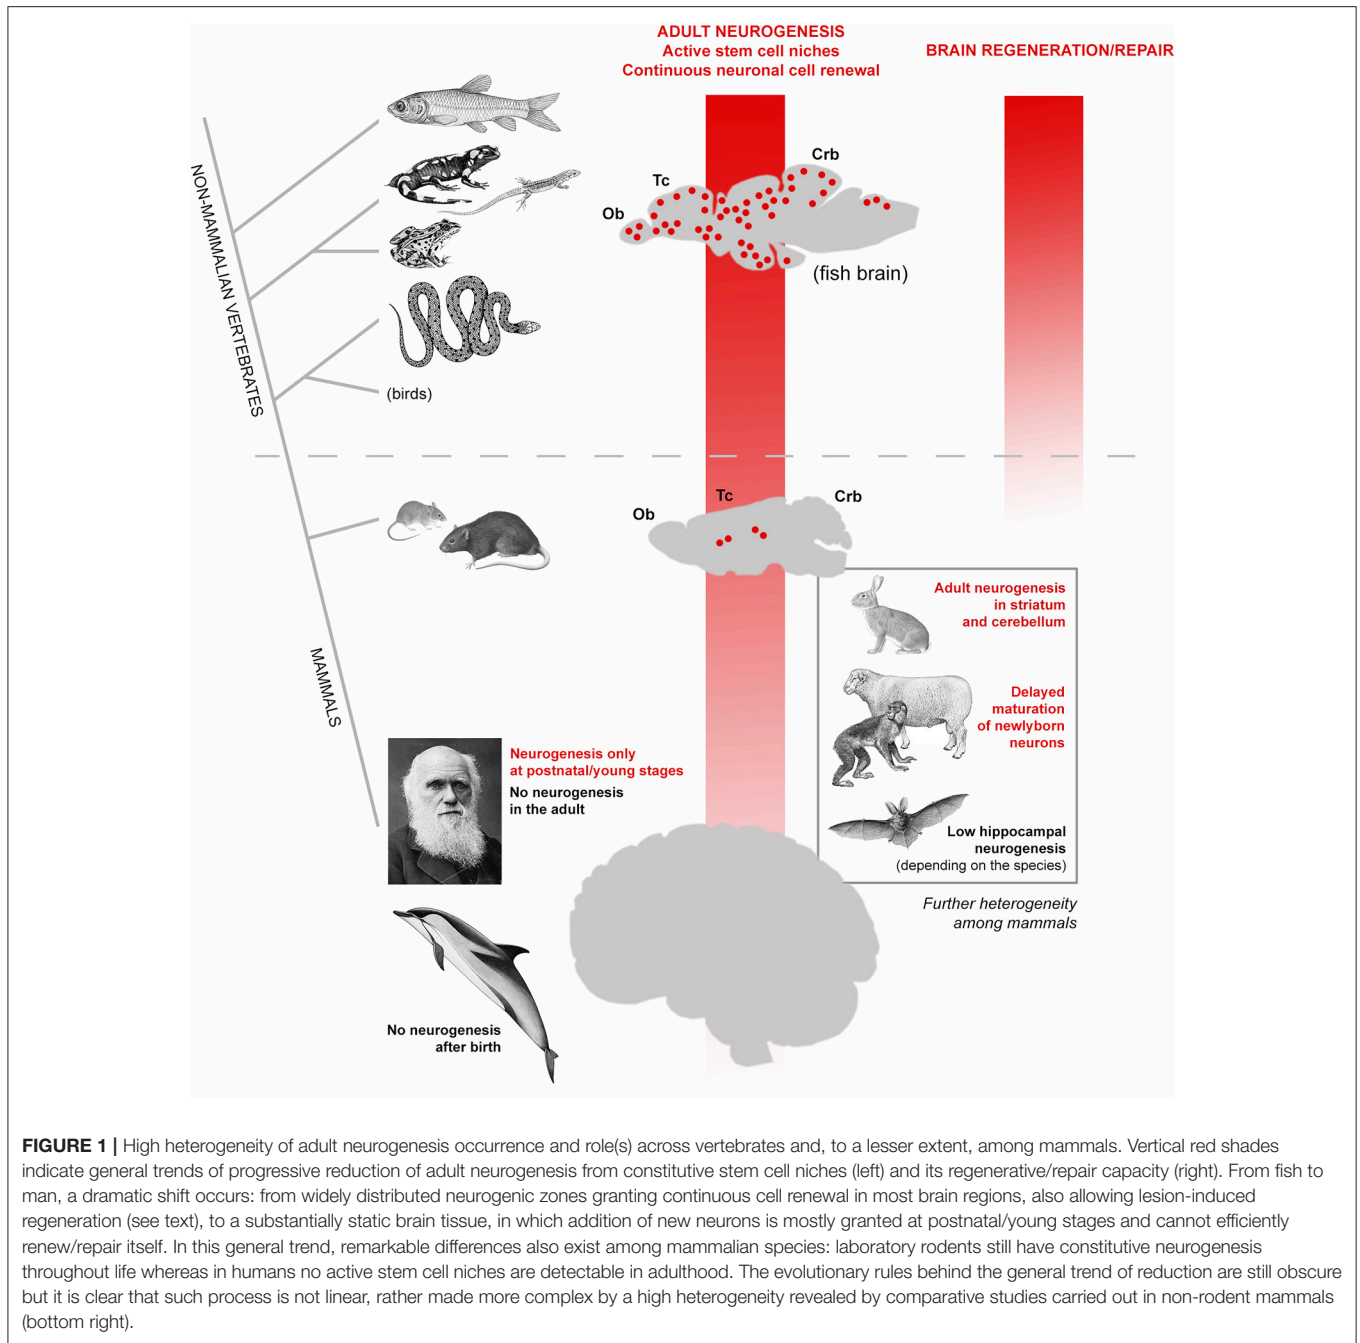 ADULT NEUROGENESIS
Active stem cell niches
Continuous neuronal cell renewal
BRAIN REGENERATION/REPAIR
NON-MAMMALIAN VERTEBRATES
Crb
Tc
Ob
(fish brain)
(birds)
Tc
Crb
Ob
MAMMALS
Adult neurogenesis
in striatum
and cerebellum
Delayed
maturation
of newlyborn
neurons
Low hippocampal
neurogenesis
(depending on the species)
Further heterogeneity
among mammals
Neurogenesis only
at postnatal/young stages
No neurogenesis
in the adult
No neurogenesis
after birth
FIGURE 1 | High heterogeneity of adult neurogenesis occurrence and role(s) across vertebrates and, to a lesser extent, among mammals. Vertical red shades
indicate general trends of progressive reduction of adult neurogenesis from constitutive stem cell niches (left) and its regenerative/repair capacity (right). From fish to
man, a dramatic shift occurs: from widely distributed neurogenic zones granting continuous cell renewal in most brain regions, also allowing lesion-induced
regeneration (see text), to a substantially static brain tissue, in which addition of new neurons is mostly granted at postnatal/young stages and cannot efficiently
renew/repair itself. In this general trend, remarkable differences also exist among mammalian species: laboratory rodents still have constitutive neurogenesis
throughout life whereas in humans no active stem cell niches are detectable in adulthood. The evolutionary rules behind the general trend of reduction are still obscure
but it is clear that such process is not linear, rather made more complex by a high heterogeneity revealed by comparative studies carried out in non-rodent mammals
(bottom right).